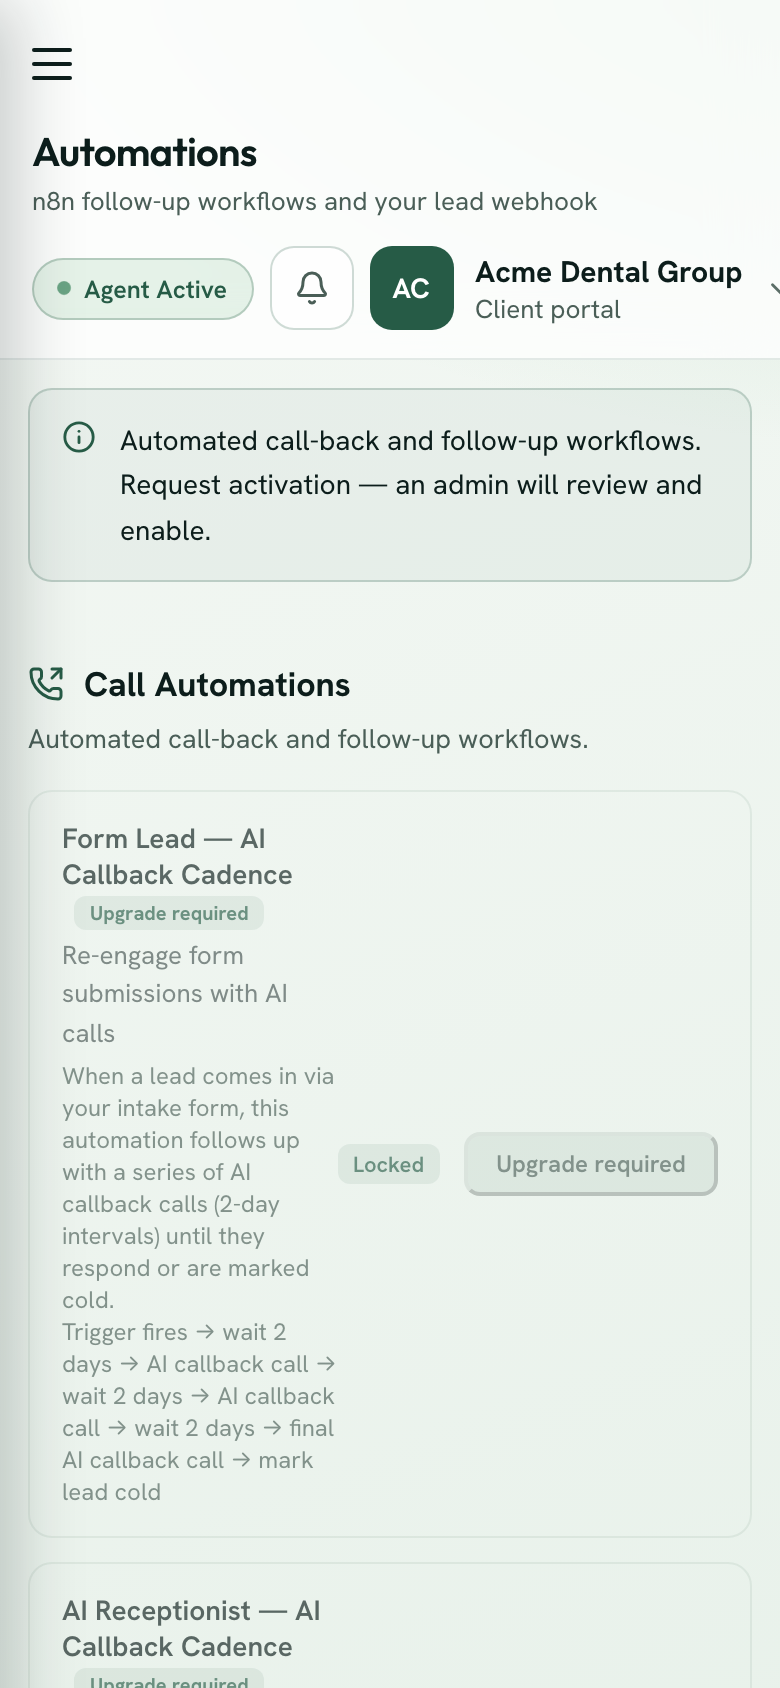 Automations
n8n follow-up workflows and your lead webhook
Agent Active
AC
Acme Dental Group
Client portal
Automated call-back and follow-up workflows.
Request activation — an admin will review and
enable.
Call Automations
Automated call-back and follow-up workflows.
Form Lead — AI
Callback Cadence
Upgrade required
Re-engage form
submissions with AI
calls
When a lead comes in via
your intake form, this
automation follows up
with a series of AI
callback calls (2-day
intervals) until they
respond or are marked
cold.
Trigger fires → wait 2
days → AI callback call →
wait 2 days → AI callback
call → wait 2 days → final
AI callback call → mark
lead cold
Locked
Upgrade required
AI Receptionist — AI
Callback Cadence
Upgrade required